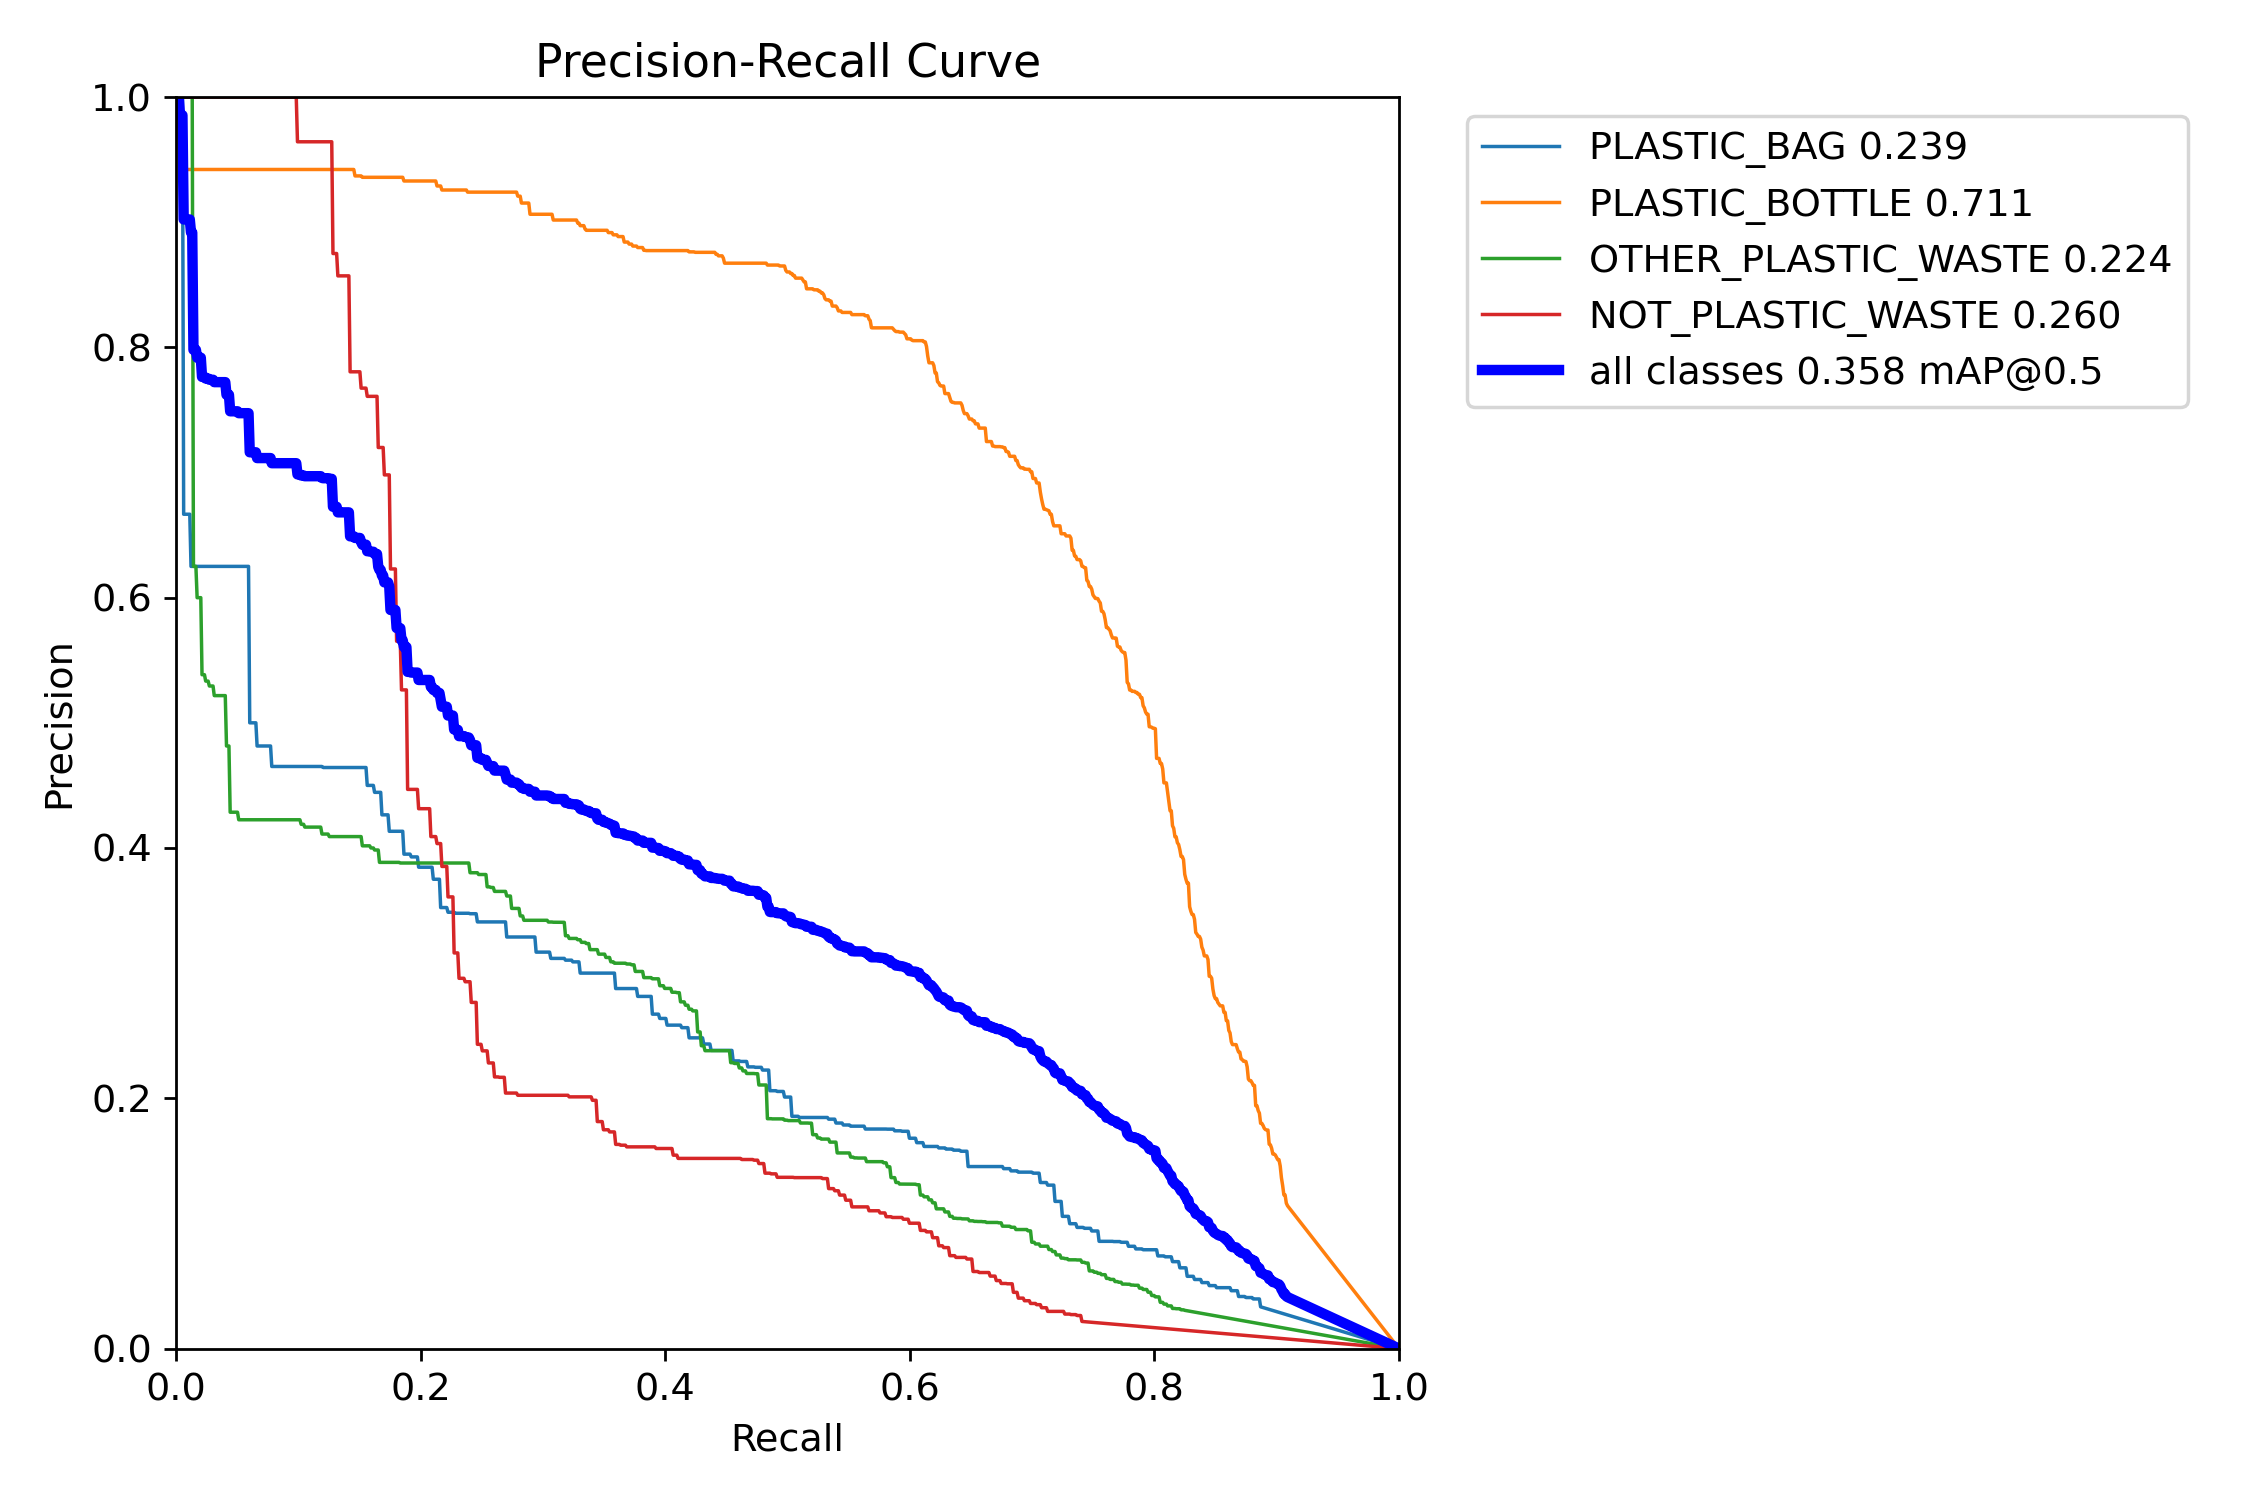 Precision-Recall Curve
1.0
0.8
0.6
0.4
0.2
0.0
Precision
0.0 0.2 0.4 0.6 0.8 1.0
Recall
PLASTIC_BAG 0.239
PLASTIC_BOTTLE 0.711
OTHER_PLASTIC_WASTE 0.224
NOT_PLASTIC_WASTE 0.260
all classes 0.358 mAP@0.5